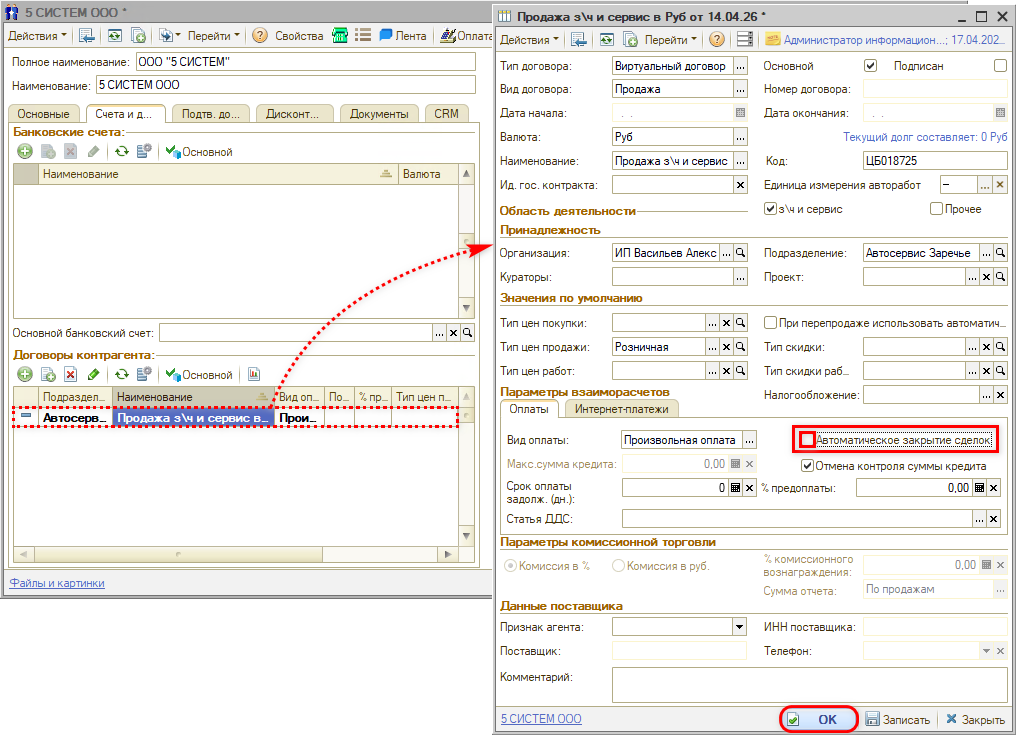 5 СИСТЕМ ООО *
Действия
Перейти
Свойства
Лента
Оплата
Полное наименование: ООО "5 СИСТЕМ"
Наименование: 5 СИСТЕМ ООО
Основные
Счета и д...
Подтв. до...
Дисконт...
Документы
CRM
Банковские счета:
Основной
Наименование
Валюта
Основной банковский счет:
Договоры контрагента:
Основной
Подраздел...
Наименование
Вид оп...
По...
% пр...
Тип цен п...
Автосерв...
Продажа з\ч и сервис в...
Прои...
Файлы и картинки
Продажа з\ч и сервис в Руб от 14.04.26 *
Действия
Перейти
Администратор информацион...; 17.04.202...
Тип договора: Виртуальный договор ...
Основной
Подписан
Вид договора: Продажа ...
Номер договора:
Дата начала: . .
Дата окончания: . .
Валюта: Руб ...
Текущий долг составляет: 0 Руб
Наименование: Продажа з\ч и сервис ...
Код: ЦБ018725
Ид. гос. контракта:
Единица измерения авторабот – ...
Область деятельности
з\ч и сервис
Прочее
Принадлежность
Организация: ИП Васильев Алекс ...
Подразделение: Автосервис Заречье ...
Кураторы: ...
Проект: ...
Значения по умолчанию
Тип цен покупки: ...
При перепродаже использовать автоматич...
Тип цен продажи: Розничная ...
Тип скидки: ...
Тип цен работ: ...
Тип скидки раб... ...
Параметры взаиморасчетов
Налогообложение: ...
Оплаты
Интернет-платежи
Вид оплаты: Произвольная оплата ...
Автоматическое закрытие сделок
Макс.сумма кредита: 0,00
Отмена контроля суммы кредита
Срок оплаты
задолж. (дн.): 0
% предоплаты: 0,00
Статья ДДС: ...
Параметры комиссионной торговли
Комиссия в %
Комиссия в руб.
% комиссионного
вознаграждения: 0,00
Сумма отчета: По продажам ...
Данные поставщика
Признак агента:
ИНН поставщика:
Поставщик:
Телефон:
Комментарий:
5 СИСТЕМ ООО
OK
Записать
Закрыть